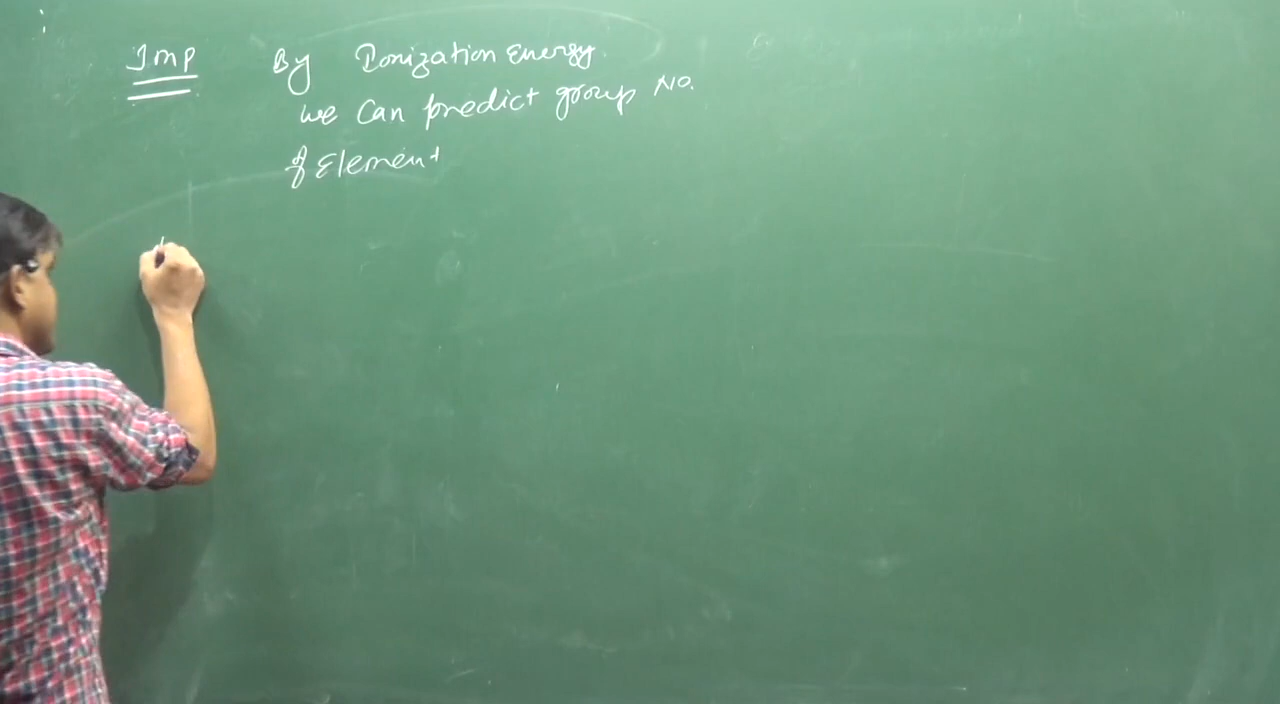 Imp By Ionization Energy.
we can predict group No.
of Element